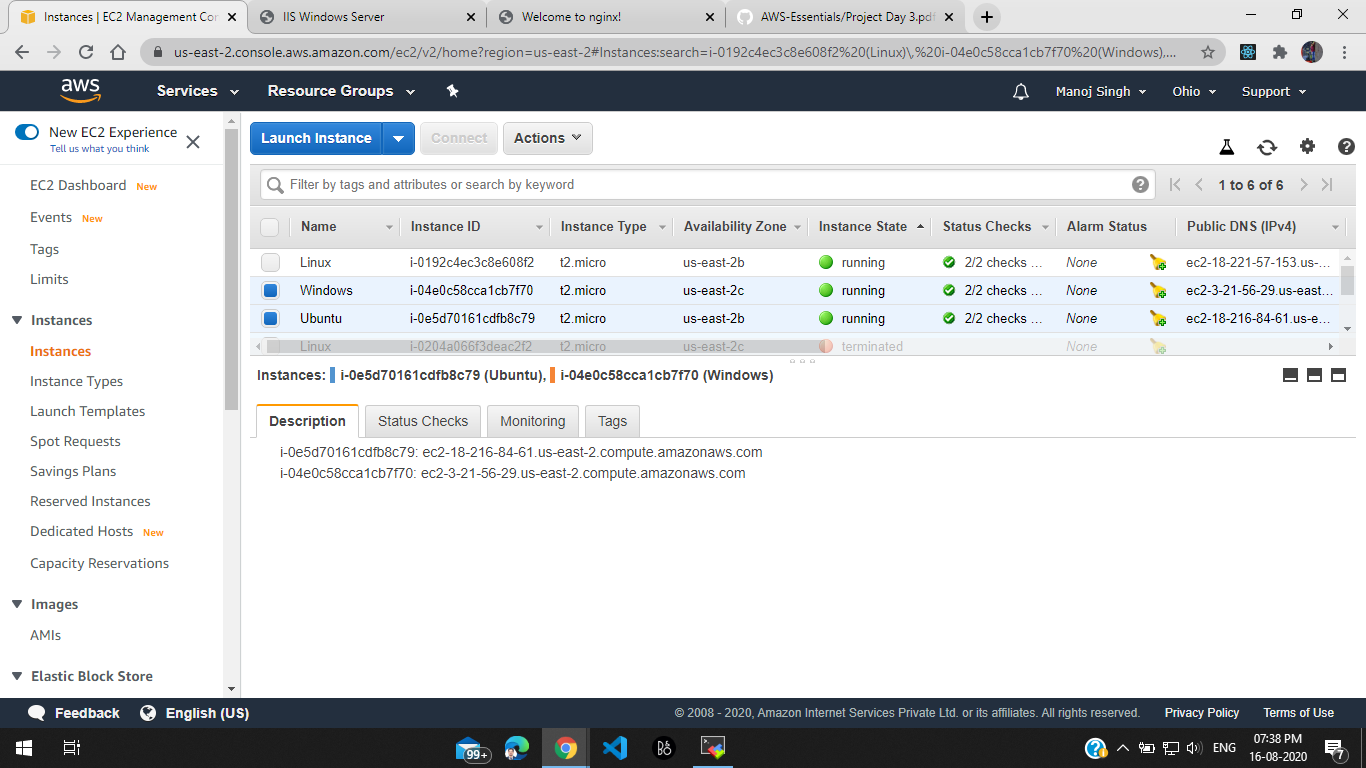 Instances | EC2 Management Con
IIS Windows Server
Welcome to nginx!
AWS-Essentials/Project Day 3.pdf
us-east-2.console.aws.amazon.com/ec2/v2/home?region=us-east-2#Instances:search=i-0192c4ec3c8e608f2%20(Linux)\,%20i-04e0c58cca1cb7f70%20(Windows),...
aws Services Resource Groups Manoj Singh Ohio Support
New EC2 Experience
Tell us what you think
EC2 Dashboard New
Events New
Tags
Limits
Instances
Instances
Instance Types
Launch Templates
Spot Requests
Savings Plans
Reserved Instances
Dedicated Hosts New
Capacity Reservations
Images
AMIs
Elastic Block Store
Launch Instance Connect Actions
Filter by tags and attributes or search by keyword 1 to 6 of 6
Name Instance ID Instance Type Availability Zone Instance State Status Checks Alarm Status Public DNS (IPv4)
Linux i-0192c4ec3c8e608f2 t2.micro us-east-2b running 2/2 checks ... None ec2-18-221-57-153.us-...
Windows i-04e0c58cca1cb7f70 t2.micro us-east-2c running 2/2 checks ... None ec2-3-21-56-29.us-east...
Ubuntu i-0e5d70161cdfb8c79 t2.micro us-east-2b running 2/2 checks ... None ec2-18-216-84-61.us-e...
Linux i-0204a066f3deac2f2 t2.micro us-east-2c terminated None
Instances: i-0e5d70161cdfb8c79 (Ubuntu), i-04e0c58cca1cb7f70 (Windows)
Description Status Checks Monitoring Tags
i-0e5d70161cdfb8c79: ec2-18-216-84-61.us-east-2.compute.amazonaws.com
i-04e0c58cca1cb7f70: ec2-3-21-56-29.us-east-2.compute.amazonaws.com
Feedback English (US) © 2008 - 2020, Amazon Internet Services Private Ltd. or its affiliates. All rights reserved. Privacy Policy Terms of Use
99+
ENG
07:38 PM
16-08-2020
7